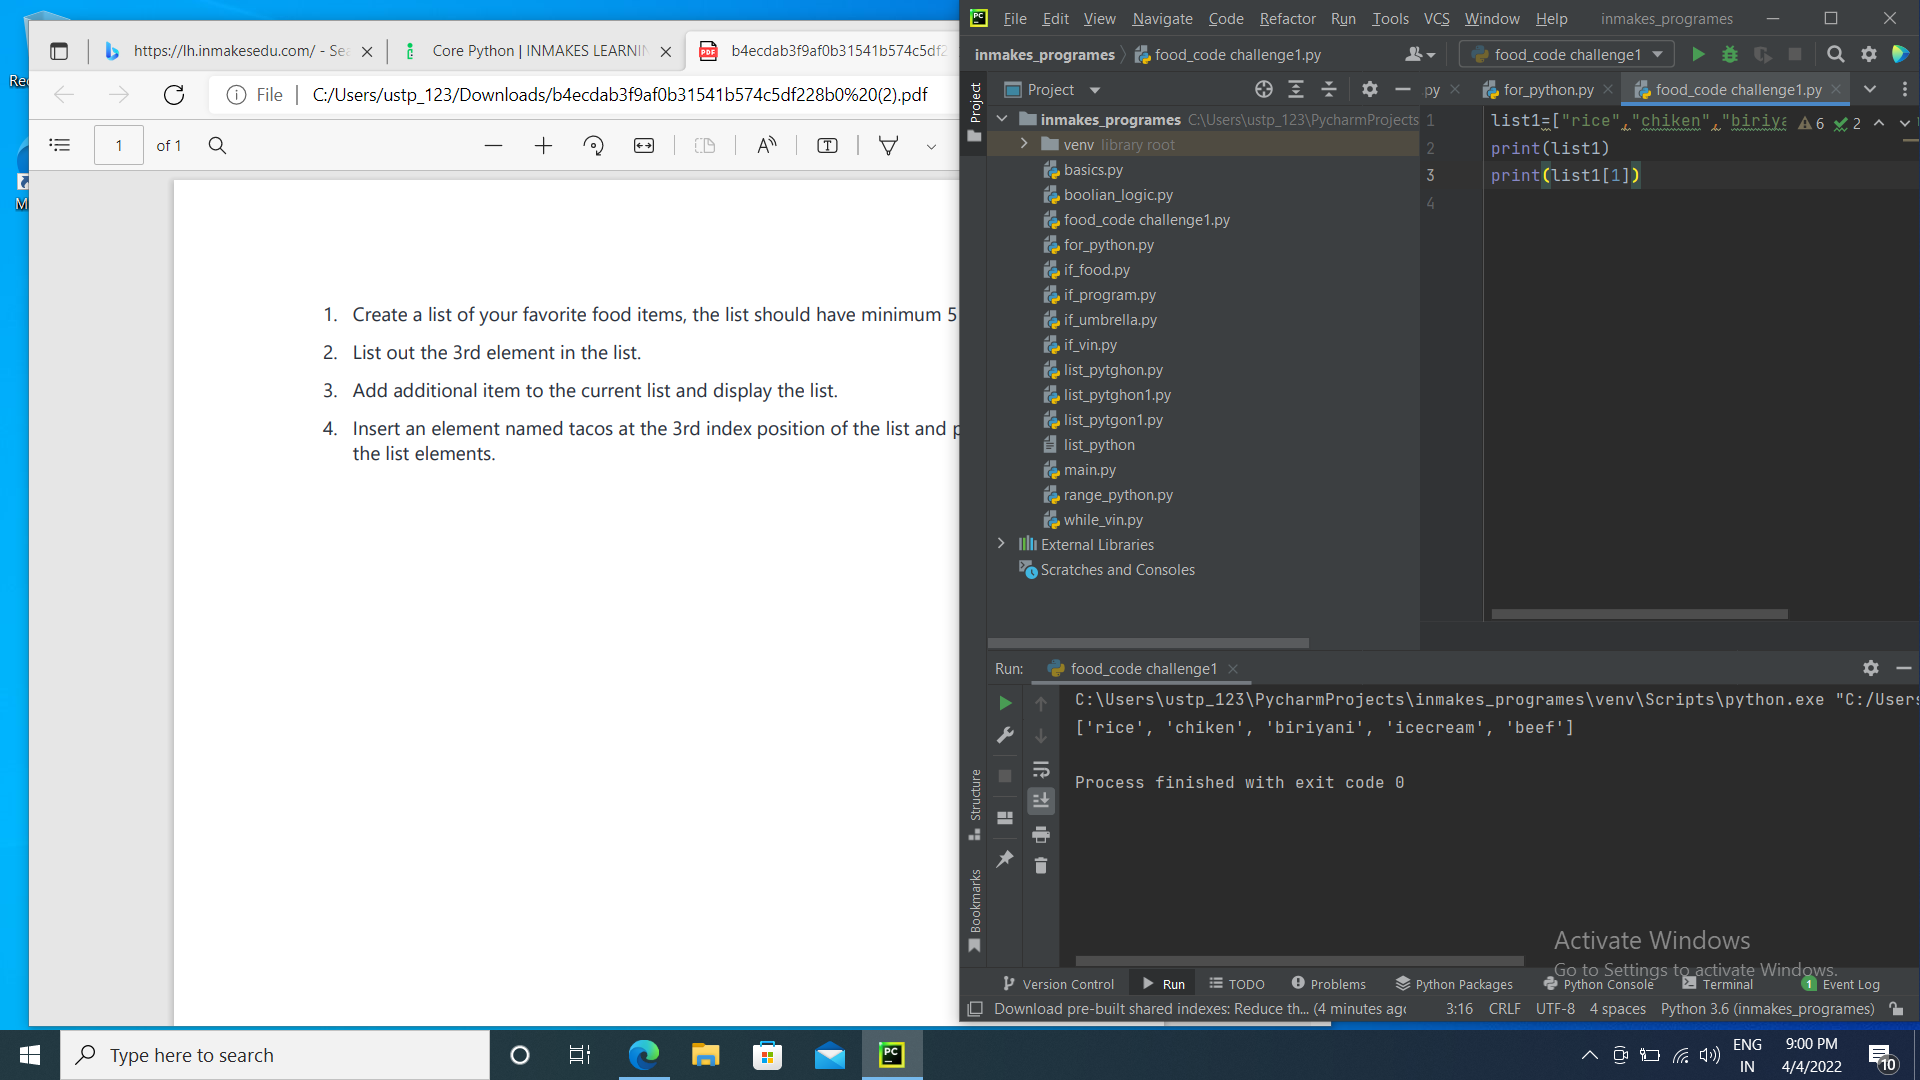 Rec
M
https://lh.inmakesedu.com/ - Sea
Core Python | INMAKES LEARNIN
b4ecdab3f9af0b31541b574c5df2
File
C:/Users/ustp_123/Downloads/b4ecdab3f9af0b31541b574c5df228b0%20(2).pdf
1 of 1
1. Create a list of your favorite food items, the list should have minimum 5
2. List out the 3rd element in the list.
3. Add additional item to the current list and display the list.
4. Insert an element named tacos at the 3rd index position of the list and p
the list elements.
File Edit View Navigate Code Refactor Run Tools VCS Window Help inmakes_programes
inmakes_programes food_code challenge1.py
food_code challenge1
Project
.py
for_python.py
food_code challenge1.py
Project
inmakes_programes C:\Users\ustp_123\PycharmProjects
venv library root
basics.py
boolian_logic.py
food_code challenge1.py
for_python.py
if_food.py
if_program.py
if_umbrella.py
if_vin.py
list_pytghon.py
list_pytghon1.py
list_pytgon1.py
list_python
main.py
range_python.py
while_vin.py
External Libraries
Scratches and Consoles
1 list1=["rice","chiken","biriya
6 2
2 print(list1)
3 print(list1[1])
4
Run: food_code challenge1
C:\Users\ustp_123\PycharmProjects\inmakes_programes\venv\Scripts\python.exe "C:/Users
['rice', 'chiken', 'biriyani', 'icecream', 'beef']
Process finished with exit code 0
Structure
Bookmarks
Activate Windows
Go to Settings to activate Windows.
Version Control Run TODO Problems Python Packages Python Console Terminal 1 Event Log
Download pre-built shared indexes: Reduce th... (4 minutes ago 3:16 CRLF UTF-8 4 spaces Python 3.6 (inmakes_programes)
Type here to search
PC
ENG
IN
9:00 PM
4/4/2022
10